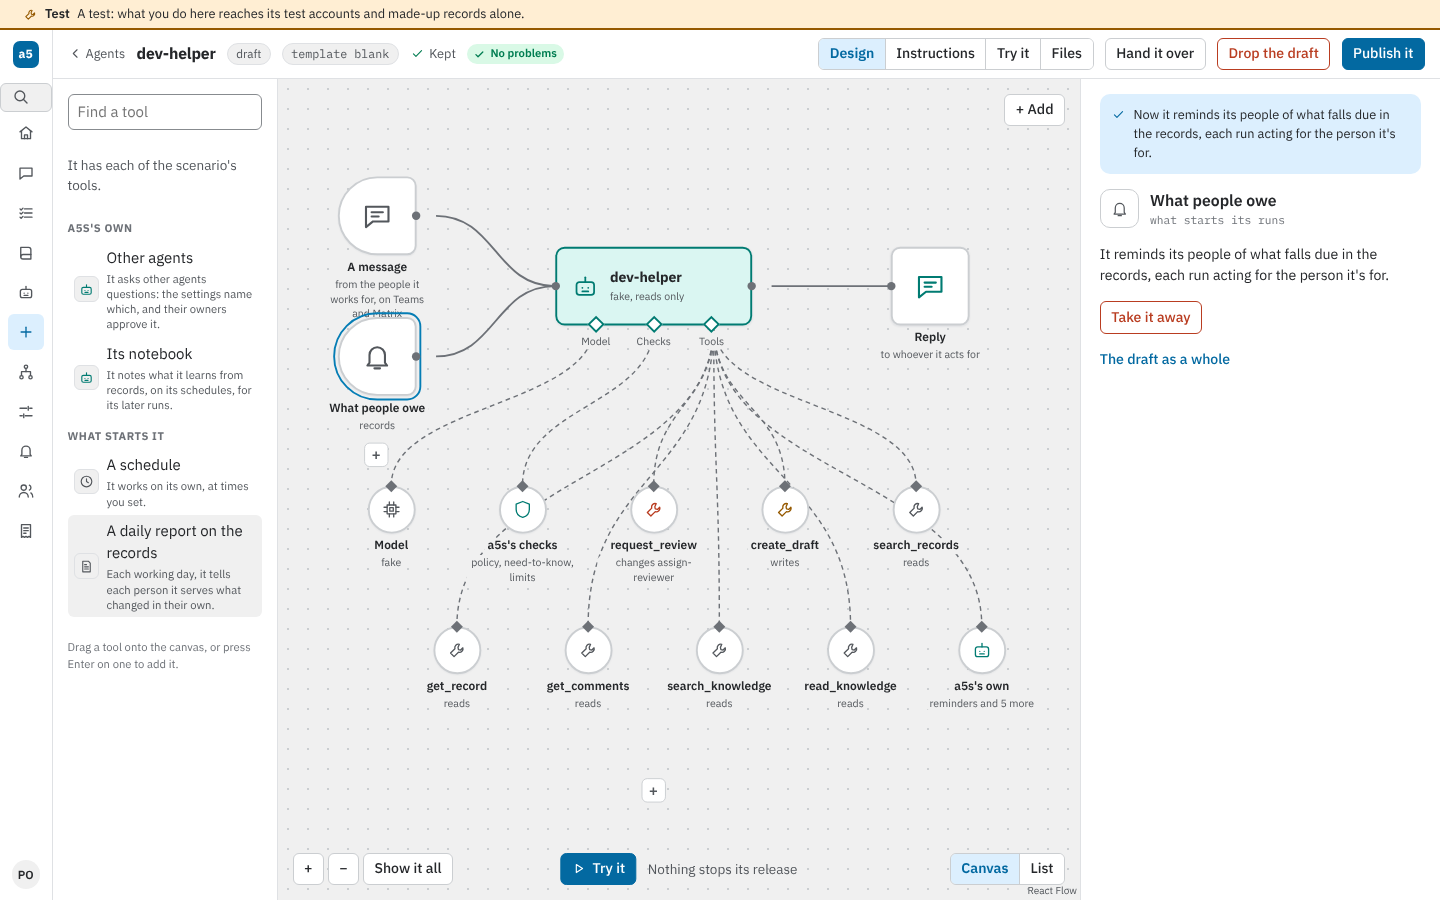 Test A test: what you do here reaches its test accounts and made-up records alone.
a5
Agents
dev-helper
draft
template blank
Kept
No problems
Design
Instructions
Try it
Files
Hand it over
Drop the draft
Publish it
Find a tool
It has each of the scenario's
tools.
A5S'S OWN
Other agents
It asks other agents
questions: the settings name
which, and their owners
approve it.
Its notebook
It notes what it learns from
records, on its schedules, for
its later runs.
WHAT STARTS IT
A schedule
It works on its own, at times
you set.
A daily report on the
records
Each working day, it tells
each person it serves what
changed in their own.
Drag a tool onto the canvas, or press
Enter on one to add it.
PO
+ Add
A message
from the people it
works for, on Teams
and Matrix
What people owe
records
+
dev-helper
fake, reads only
Model
Checks
Tools
Reply
to whoever it acts for
Model
fake
a5s's checks
policy, need-to-know,
limits
request_review
changes assign-
reviewer
create_draft
writes
search_records
reads
get_record
reads
get_comments
reads
search_knowledge
reads
read_knowledge
reads
a5s's own
reminders and 5 more
+
+
−
Show it all
Try it
Nothing stops its release
Canvas
List
React Flow
Now it reminds its people of what falls due in
the records, each run acting for the person it's
for.
What people owe
what starts its runs
It reminds its people of what falls due in the
records, each run acting for the person it's for.
Take it away
The draft as a whole